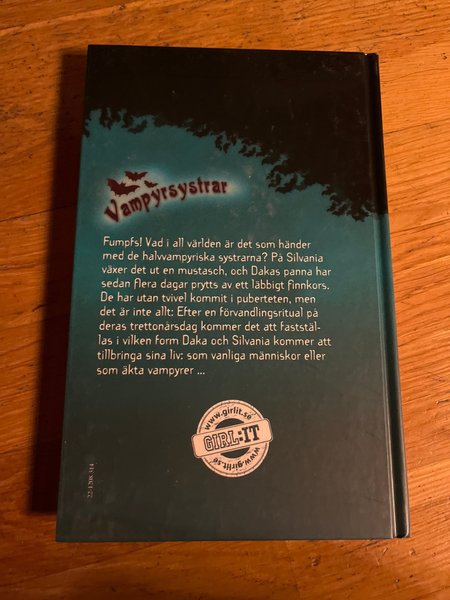 Vampyrsystrar
Fumpfs! Vad i all världen är det som händer
med de halvvampyriska systrarna? På Silvania
växer det ut en mustasch, och Dakas panna har
sedan flera dagar prytts av ett läbbigt finnkors.
De har utan tvivel kommit i puberteten, men
det är inte allt: Efter en förvandlingsritual på
deras trettonårsdag kommer det att faststäl-
las i vilken form Daka och Silvania kommer att
tillbringa sina liv: som vanliga människor eller
som äkta vampyrer ...
www.girlit.se
GIRL:IT
www.girlit.se